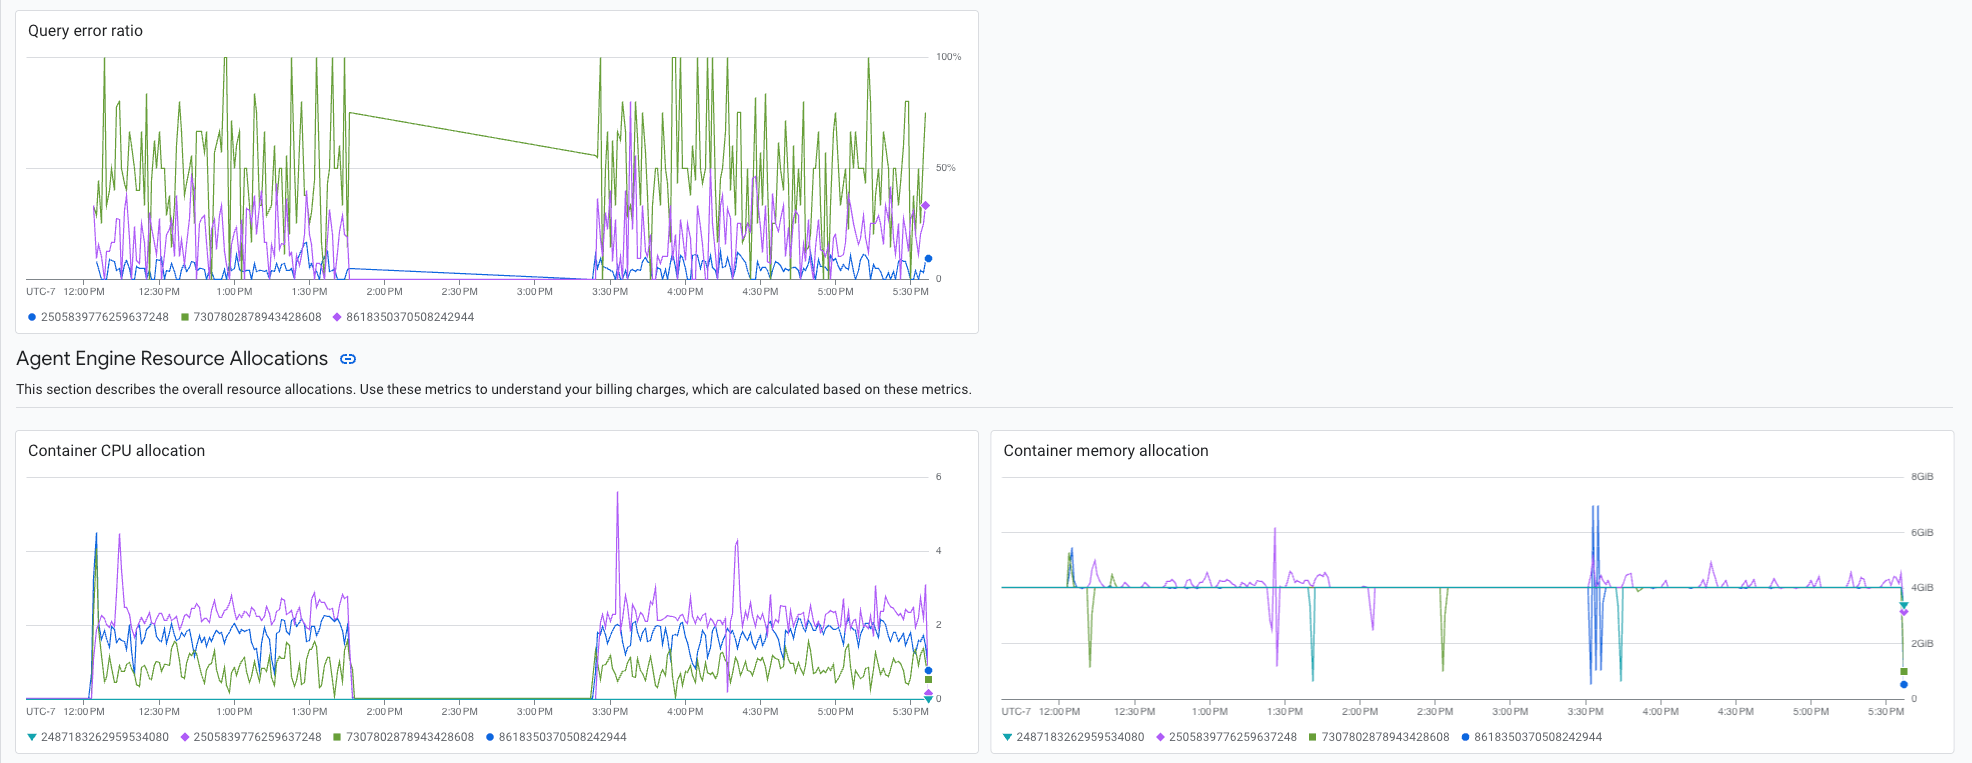 Query error ratio
100%
50%
0
UTC-7 12:00 PM 12:30 PM 1:00 PM 1:30 PM 2:00 PM 2:30 PM 3:00 PM 3:30 PM 4:00 PM 4:30 PM 5:00 PM 5:30 PM
2505839776259637248 7307802878943428608 8618350370508242944
Agent Engine Resource Allocations
This section describes the overall resource allocations. Use these metrics to understand your billing charges, which are calculated based on these metrics.
Container CPU allocation
6
4
2
0
UTC-7 12:00 PM 12:30 PM 1:00 PM 1:30 PM 2:00 PM 2:30 PM 3:00 PM 3:30 PM 4:00 PM 4:30 PM 5:00 PM 5:30 PM
2487183262959534080 2505839776259637248 7307802878943428608 8618350370508242944
Container memory allocation
8GiB
6GiB
4GiB
2GiB
0
UTC-7 12:00 PM 12:30 PM 1:00 PM 1:30 PM 2:00 PM 2:30 PM 3:00 PM 3:30 PM 4:00 PM 4:30 PM 5:00 PM 5:30 PM
2487183262959534080 2505839776259637248 7307802878943428608 8618350370508242944